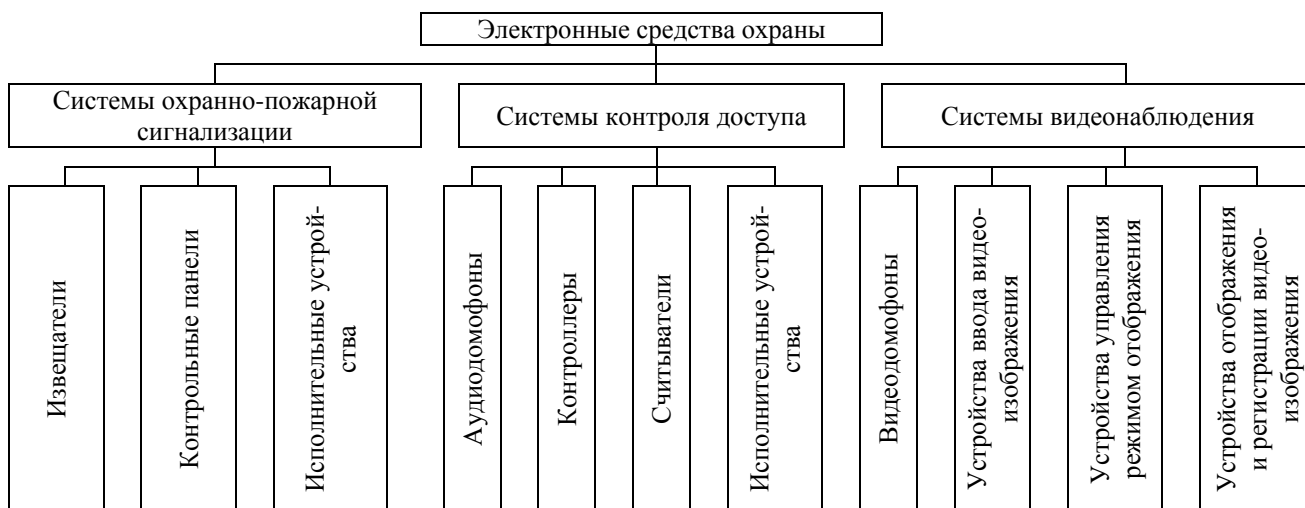 Электронные средства охраны
Системы охранно-пожарной
сигнализации
Системы контроля доступа
Системы видеонаблюдения
Извещатели
Контрольные панели
Исполнительные устрой-
ства
Аудиодомофоны
Контроллеры
Считыватели
Исполнительные устрой-
ства
Видеодомофоны
Устройства ввода видео-
изображения
Устройства управления
режимом отображения
Устройства отображения
и регистрации видео-
изображения